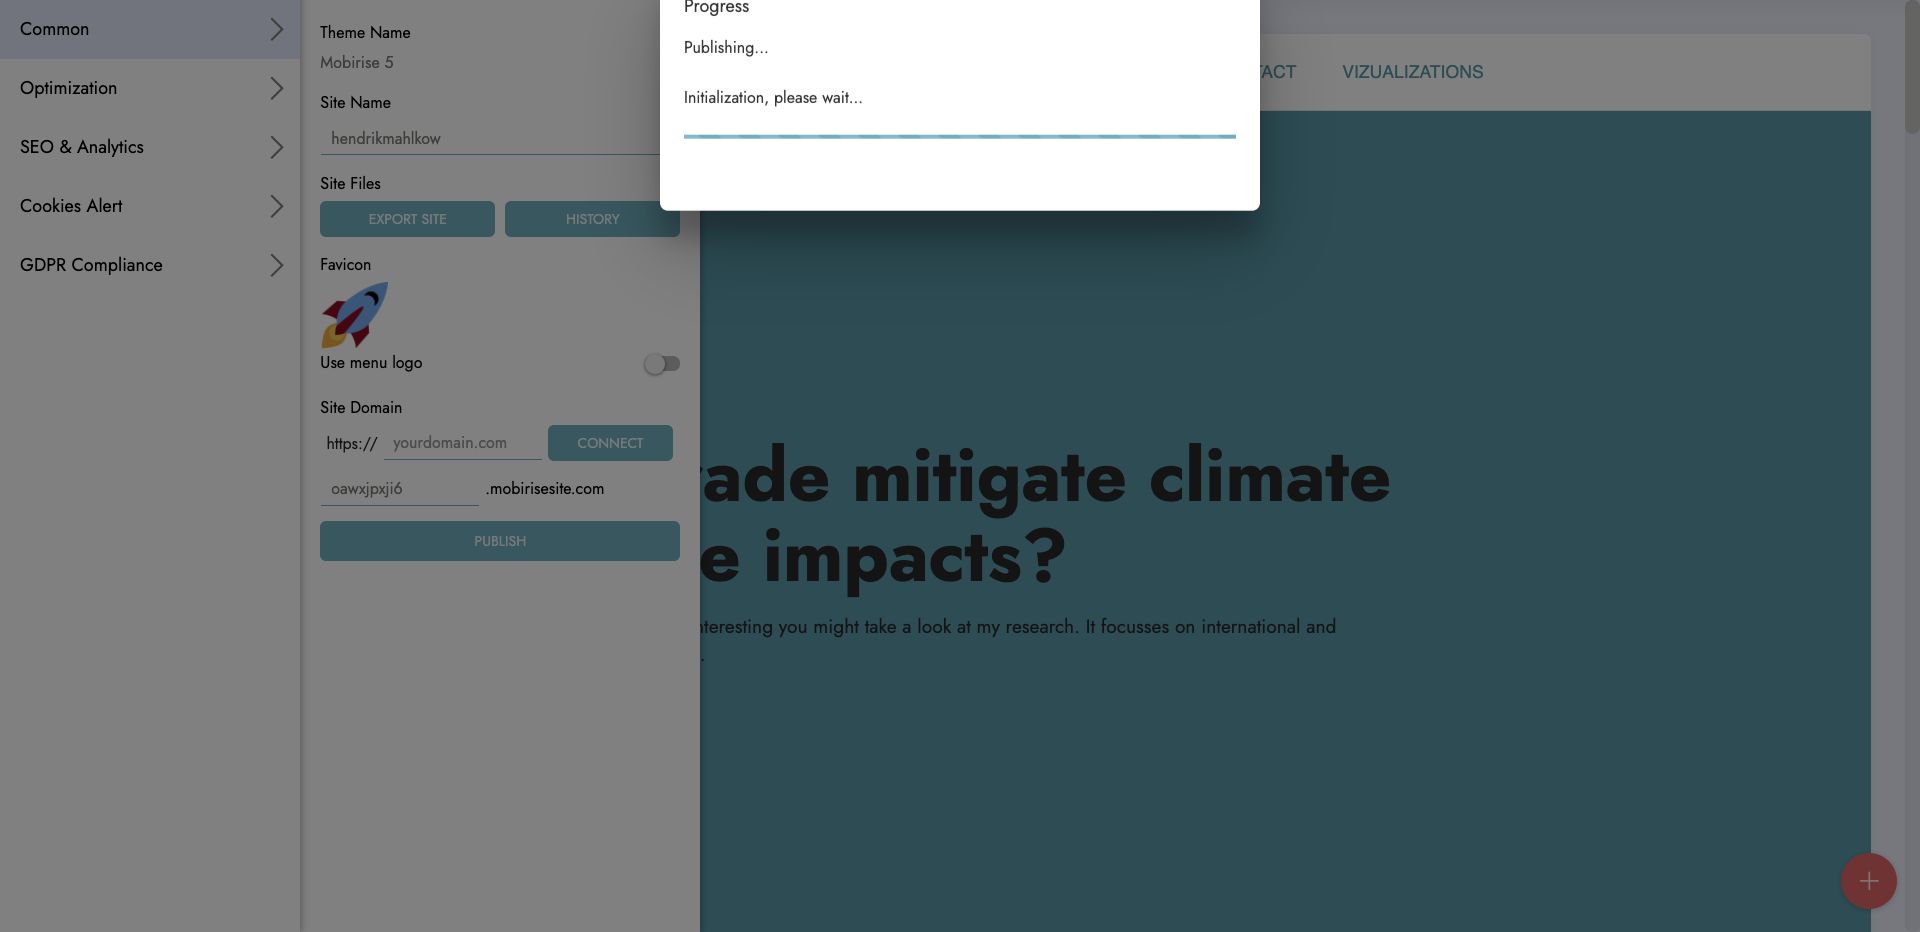 Common
Optimization
SEO & Analytics
Cookies Alert
GDPR Compliance
Theme Name
Mobirise 5
Site Name
hendrikmahlkow
Site Files
EXPORT SITE HISTORY
Favicon
Use menu logo
Site Domain
https:// yourdomain.com CONNECT
oawxjpxji6 .mobirisesite.com
PUBLISH
Progress
Publishing...
Initialization, please wait...
TACT VIZUALIZATIONS
ade mitigate climate
e impacts?
nteresting you might take a look at my research. It focusses on international and
.